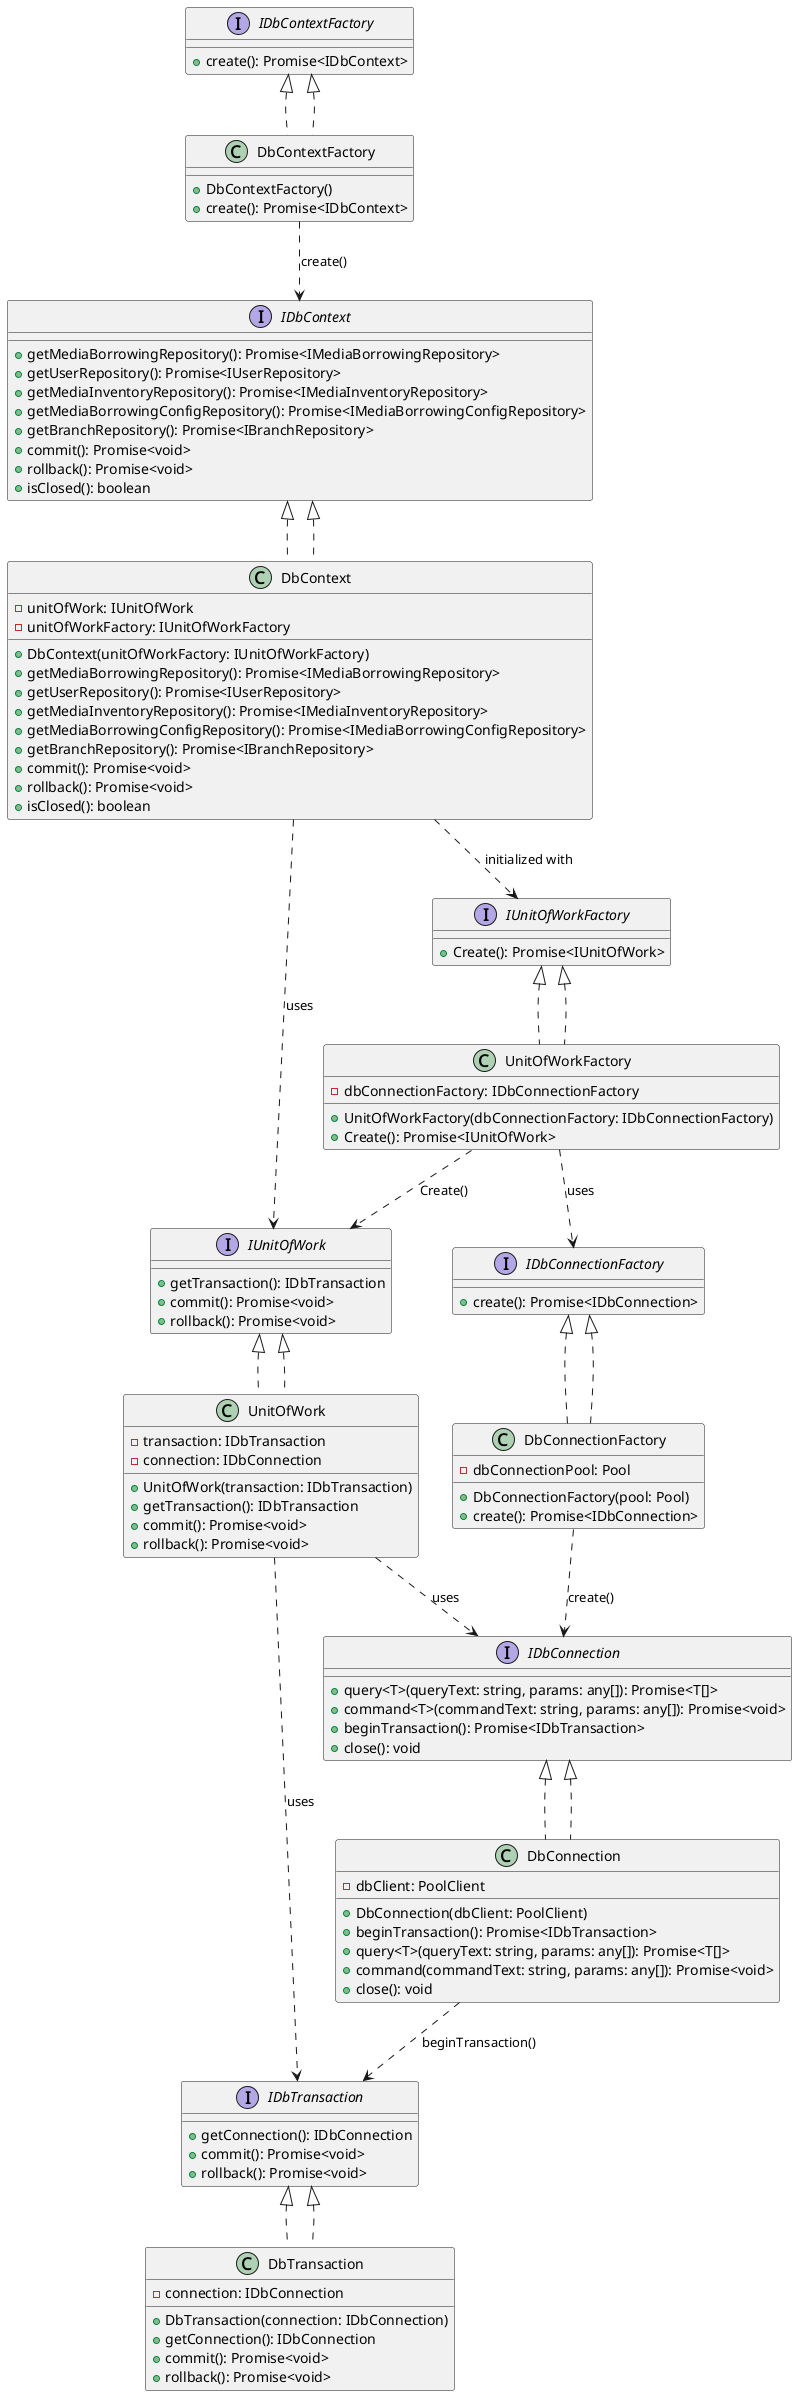 I IDbContextFactory
create(): Promise<IDbContext>
C DbContextFactory
DbContextFactory()
create(): Promise<IDbContext>
create()
I IDbContext
getMediaBorrowingRepository(): Promise<IMediaBorrowingRepository>
getUserRepository(): Promise<IUserRepository>
getMediaInventoryRepository(): Promise<IMediaInventoryRepository>
getMediaBorrowingConfigRepository(): Promise<IMediaBorrowingConfigRepository>
getBranchRepository(): Promise<IBranchRepository>
commit(): Promise<void>
rollback(): Promise<void>
isClosed(): boolean
C DbContext
unitOfWork: IUnitOfWork
unitOfWorkFactory: IUnitOfWorkFactory
DbContext(unitOfWorkFactory: IUnitOfWorkFactory)
getMediaBorrowingRepository(): Promise<IMediaBorrowingRepository>
getUserRepository(): Promise<IUserRepository>
getMediaInventoryRepository(): Promise<IMediaInventoryRepository>
getMediaBorrowingConfigRepository(): Promise<IMediaBorrowingConfigRepository>
getBranchRepository(): Promise<IBranchRepository>
commit(): Promise<void>
rollback(): Promise<void>
isClosed(): boolean
initialized with
I IUnitOfWorkFactory
Create(): Promise<IUnitOfWork>
uses
C UnitOfWorkFactory
dbConnectionFactory: IDbConnectionFactory
UnitOfWorkFactory(dbConnectionFactory: IDbConnectionFactory)
Create(): Promise<IUnitOfWork>
Create()
uses
I IUnitOfWork
getTransaction(): IDbTransaction
commit(): Promise<void>
rollback(): Promise<void>
I IDbConnectionFactory
create(): Promise<IDbConnection>
C UnitOfWork
transaction: IDbTransaction
connection: IDbConnection
UnitOfWork(transaction: IDbTransaction)
getTransaction(): IDbTransaction
commit(): Promise<void>
rollback(): Promise<void>
C DbConnectionFactory
dbConnectionPool: Pool
DbConnectionFactory(pool: Pool)
create(): Promise<IDbConnection>
uses
create()
I IDbConnection
query<T>(queryText: string, params: any[]): Promise<T[]>
command<T>(commandText: string, params: any[]): Promise<void>
beginTransaction(): Promise<IDbTransaction>
close(): void
uses
C DbConnection
dbClient: PoolClient
DbConnection(dbClient: PoolClient)
beginTransaction(): Promise<IDbTransaction>
query<T>(queryText: string, params: any[]): Promise<T[]>
command(commandText: string, params: any[]): Promise<void>
close(): void
beginTransaction()
I IDbTransaction
getConnection(): IDbConnection
commit(): Promise<void>
rollback(): Promise<void>
C DbTransaction
connection: IDbConnection
DbTransaction(connection: IDbConnection)
getConnection(): IDbConnection
commit(): Promise<void>
rollback(): Promise<void>